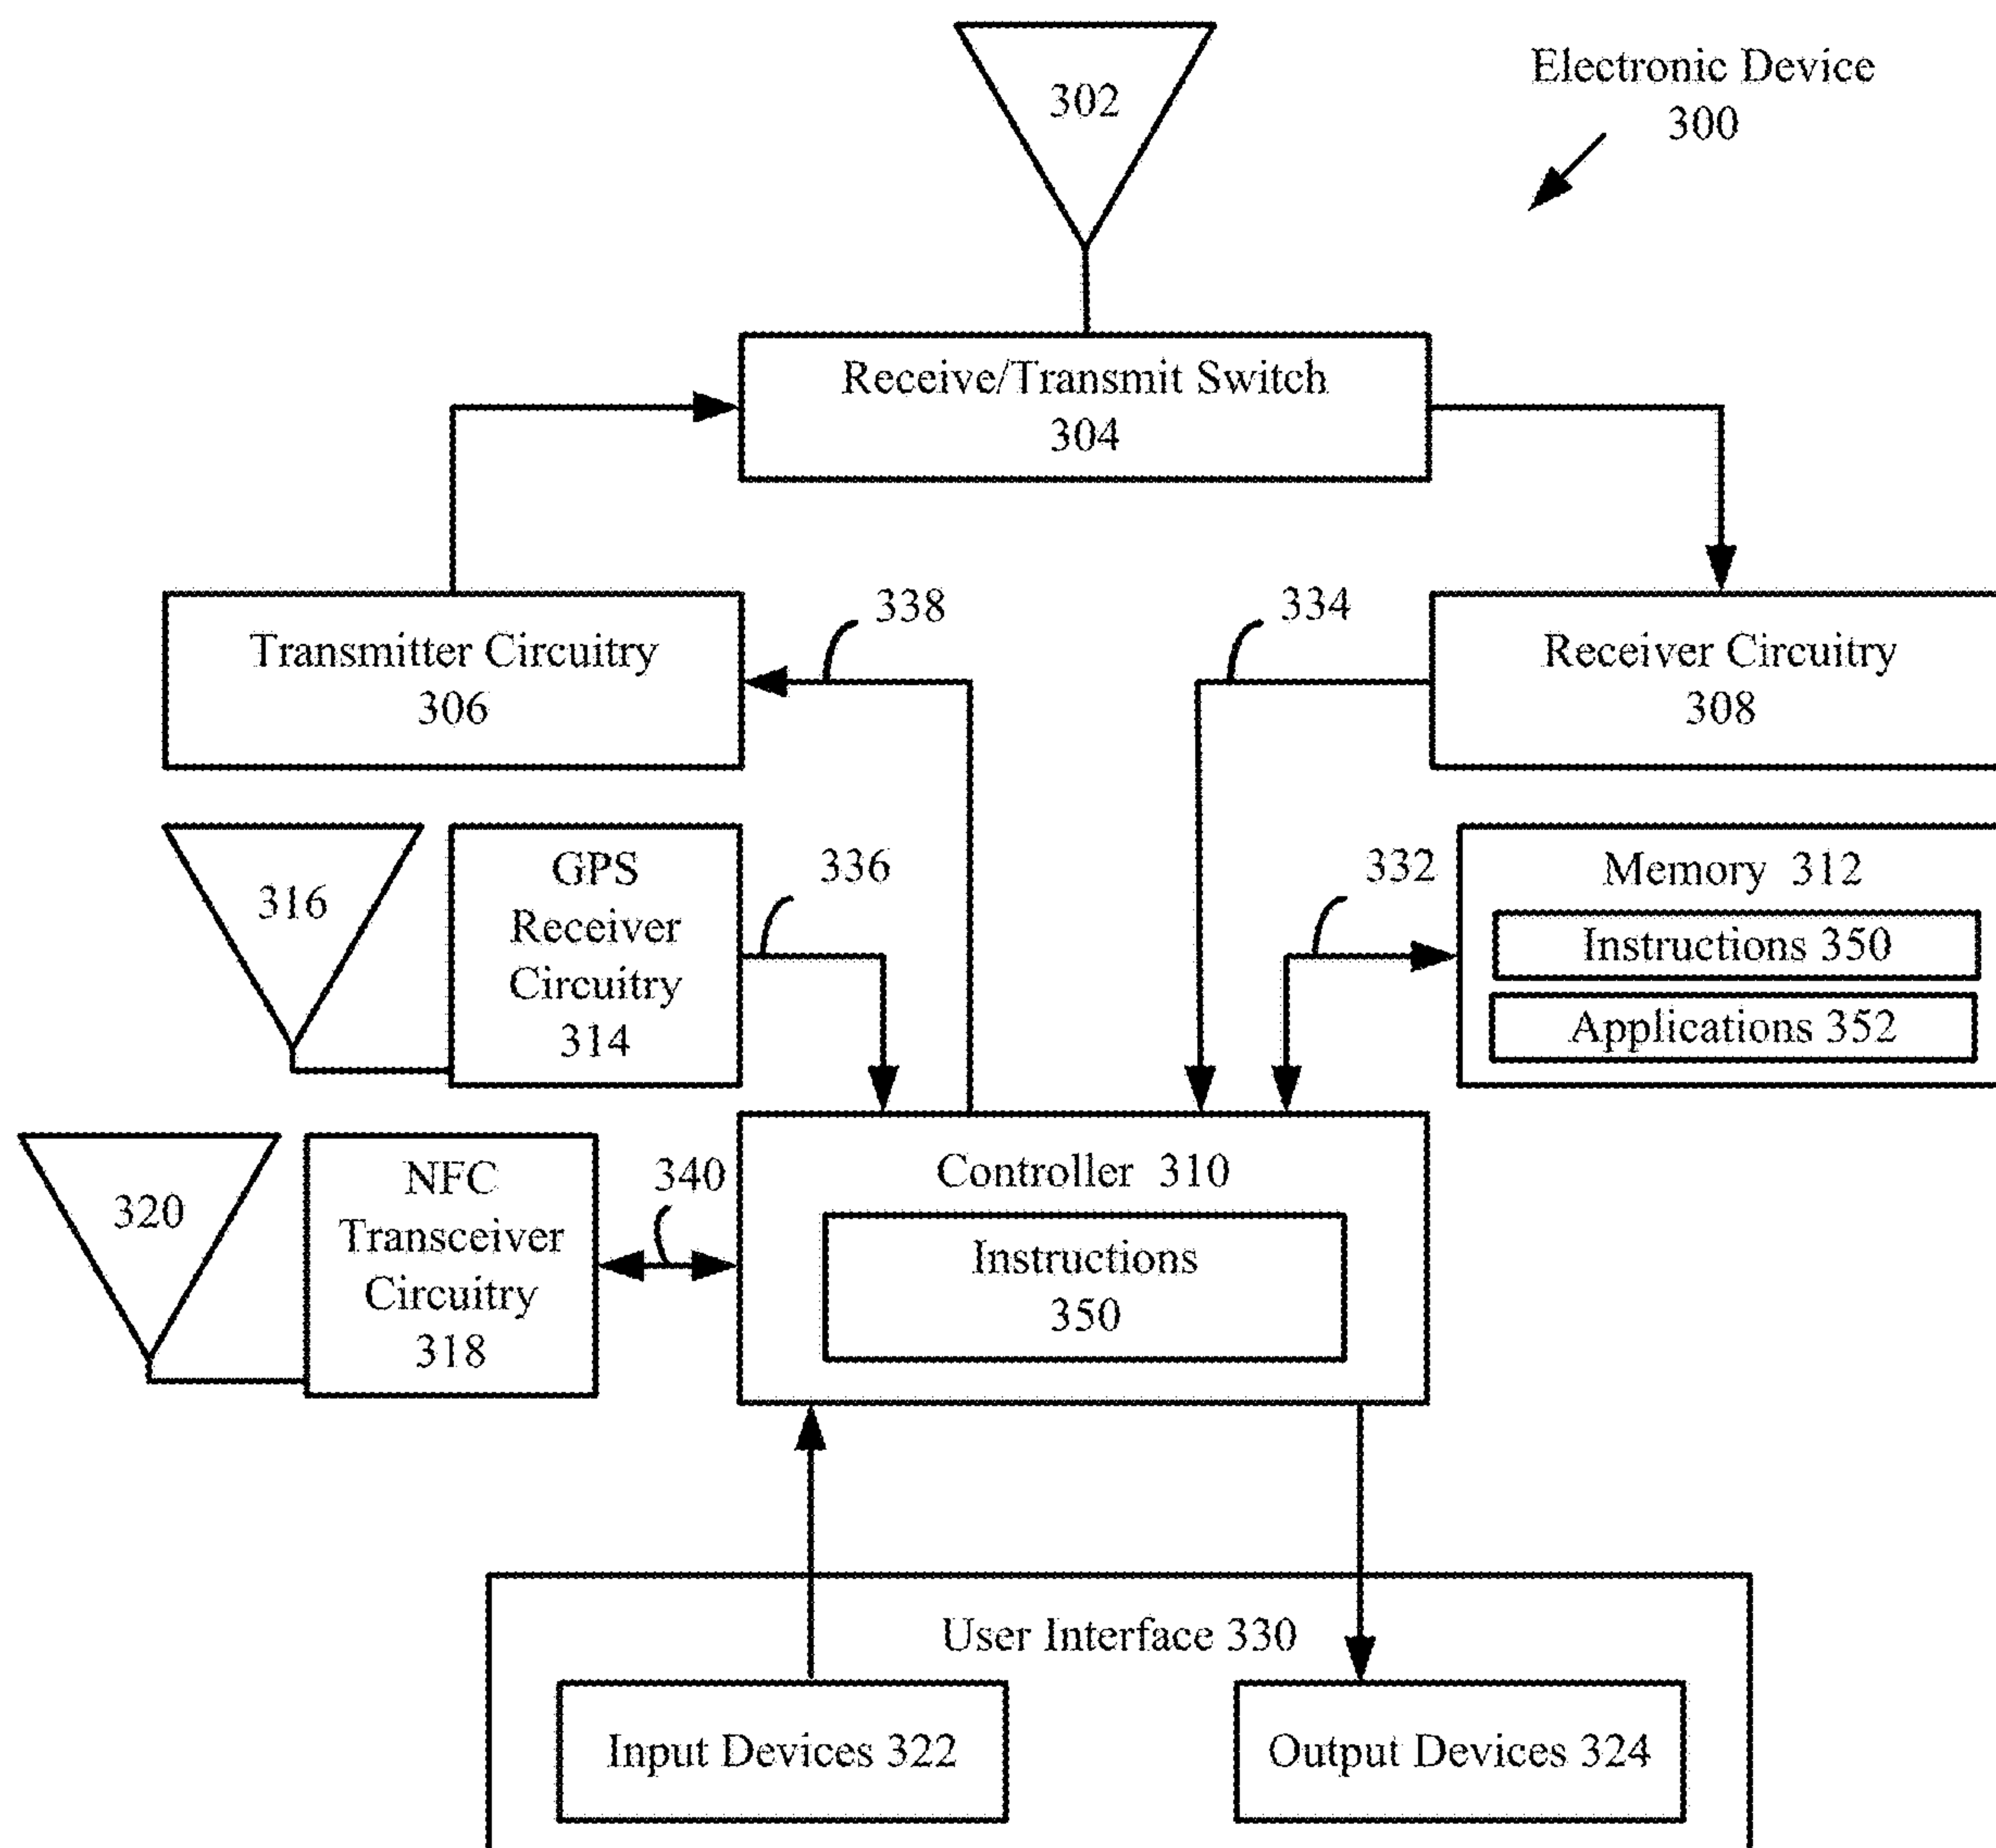 302
Electronic Device
300
Receive/Transmit Switch
304
338
334
Transmitter Circuitry
306
Receiver Circuitry
308
316
GPS
Receiver
Circuitry
314
336
332
Memory 312
Instructions 350
Applications 352
320
NFC
Transceiver
Circuitry
318
340
Controller 310
Instructions
350
User Interface 330
Input Devices 322
Output Devices 324